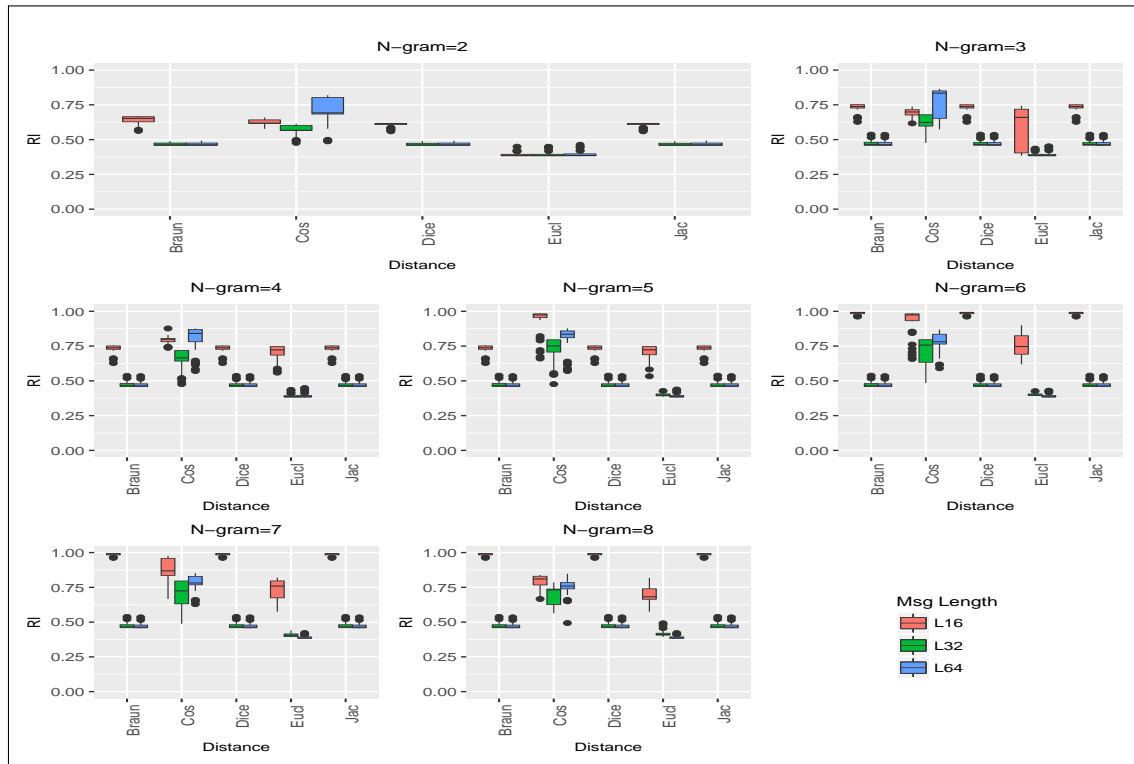 N-gram=2
1.00
0.75
0.50
0.25
0.00
RI
Braun
Cos
Dice
Eucl
Jac
Distance
N-gram=3
1.00
0.75
0.50
0.25
0.00
RI
Braun
Cos
Dice
Eucl
Jac
Distance
N-gram=4
1.00
0.75
0.50
0.25
0.00
RI
Braun
Cos
Dice
Eucl
Jac
Distance
N-gram=5
1.00
0.75
0.50
0.25
0.00
RI
Braun
Cos
Dice
Eucl
Jac
Distance
N-gram=6
1.00
0.75
0.50
0.25
0.00
RI
Braun
Cos
Dice
Eucl
Jac
Distance
N-gram=7
1.00
0.75
0.50
0.25
0.00
RI
Braun
Cos
Dice
Eucl
Jac
Distance
N-gram=8
1.00
0.75
0.50
0.25
0.00
RI
Braun
Cos
Dice
Eucl
Jac
Distance
Msg Length
L16
L32
L64